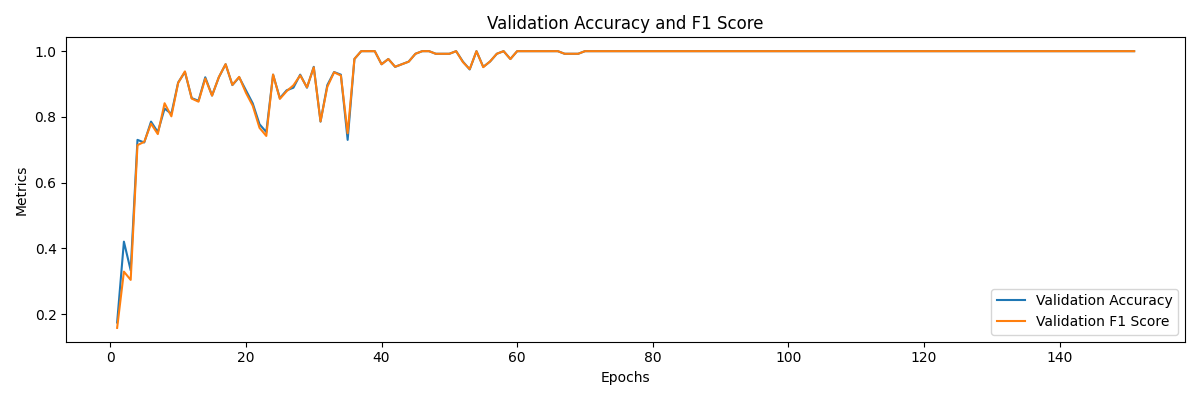 Validation Accuracy and F1 Score
1.0
0.8
0.6
0.4
0.2
Metrics
0 20 40 60 80 100 120 140
Epochs
Validation Accuracy
Validation F1 Score